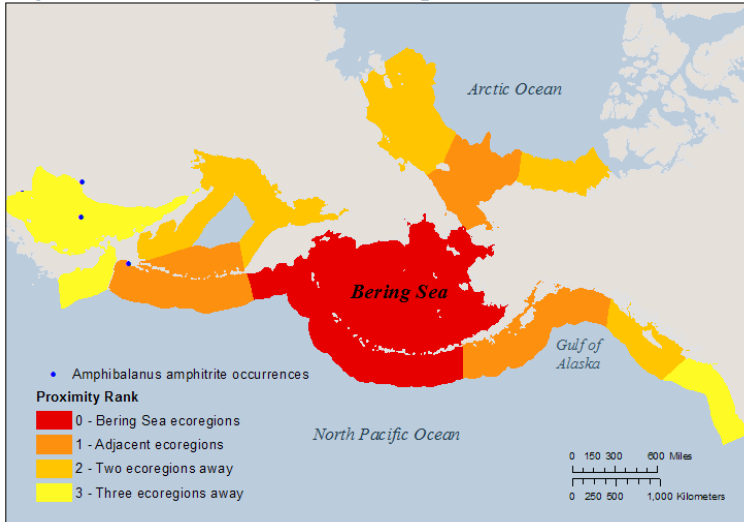 Arctic Ocean
Bering Sea
Gulf of
Alaska
North Pacific Ocean
Amphibalanus amphitrite occurrences
Proximity Rank
0 - Bering Sea ecoregions
1 - Adjacent ecoregions
2 - Two ecoregions away
3 - Three ecoregions away
0 150 300 600 Miles
0 250 500 1,000 Kilometers